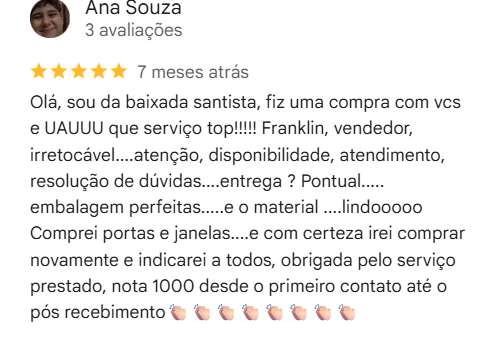 Ana Souza
3 avaliações
★★★★★ 7 meses atrás
Olá, sou da baixada santista, fiz uma compra com vcs
e UAUUU que serviço top!!!!! Franklin, vendedor,
irretocável....atenção, disponibilidade, atendimento,
resolução de dúvidas....entrega ? Pontual.....
embalagem perfeitas.....e o material ....lindooooo
Comprei portas e janelas....e com certeza irei comprar
novamente e indicarei a todos, obrigada pelo serviço
prestado, nota 1000 desde o primeiro contato até o
pós recebimento👏🏻👏🏻👏🏻👏🏻👏🏻👏🏻👏🏻👏🏻